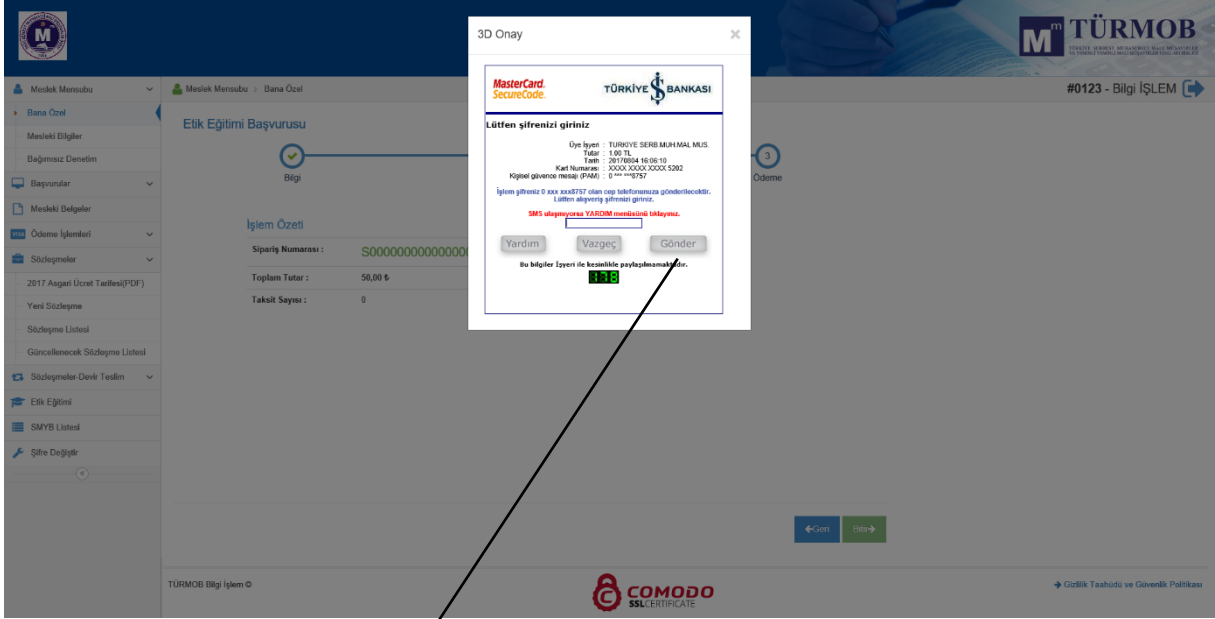 3D Onay
×
MasterCard.
SecureCode.
TÜRKİYE İŞ BANKASI
Lütfen şifrenizi giriniz
Üye İşyeri : TURKIYE SERB.MUH.MAL MUS.
Tutar : 1.00 TL
Tarih : 20170804 16:06:10
Kart Numarası : XXXX XXXX XXXX 5202
Kişisel güvence mesajı (PAM) : 0 *** ***8757
İşlem şifreniz 0 xxx xxx8757 olan cep telefonunuza gönderilecektir.
Lütfen alışveriş şifrenizi giriniz.
SMS ulaşmıyorsa YARDIM menüsünü tıklayınız.
Yardım
Vazgeç
Gönder
Bu bilgiler İşyeri ile kesinlikle paylaşılmamaktadır.
178
M
TÜRMOB
#0123 - Bilgi İŞLEM
Meslek Mensubu
Bana Özel
Mesleki Bilgiler
Bağımsız Denetim
Başvurular
Mesleki Belgeler
Ödeme İşlemleri
Sözleşmeler
2017 Asgari Ücret Tarifesi(PDF)
Yeni Sözleşme
Sözleşme Listesi
Güncellenecek Sözleşme Listesi
Sözleşmeler-Devir Teslim
Etik Eğitimi
SMYB Listesi
Şifre Değiştir
Meslek Mensubu > Bana Özel
Etik Eğitimi Başvurusu
Bilgi
3
Ödeme
İşlem Özeti
Sipariş Numarası :
Toplam Tutar : 50,00 ₺
Taksit Sayısı : 0
Geri
Bitir
TÜRMOB Bilgi İşlem ©
COMODO
SSL CERTIFICATE
Gizlilik Taahüdü ve Güvenlik Politikası